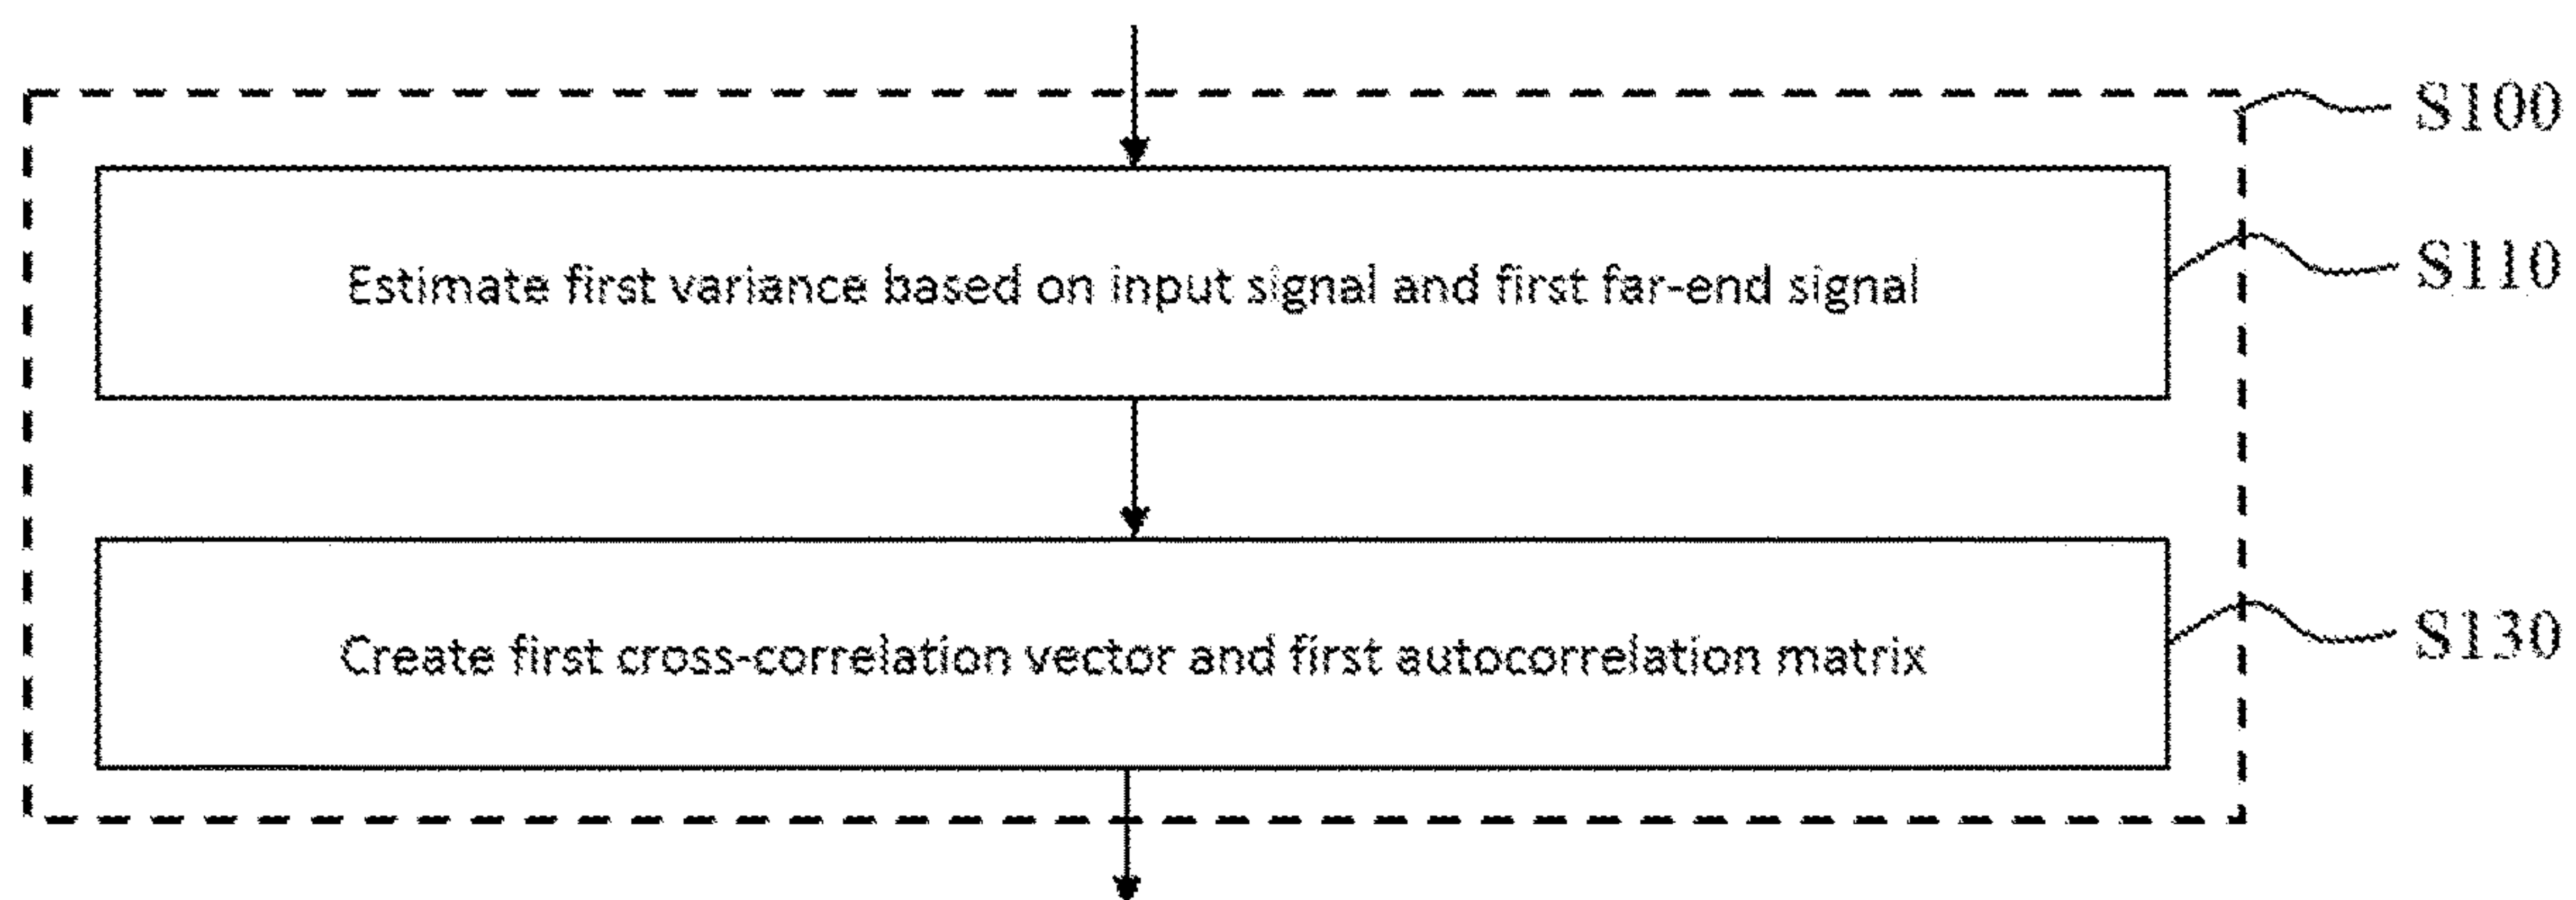 S100
Estimate first variance based on input signal and first far-end signal
S110
Create first cross-correlation vector and first autocorrelation matrix
S130